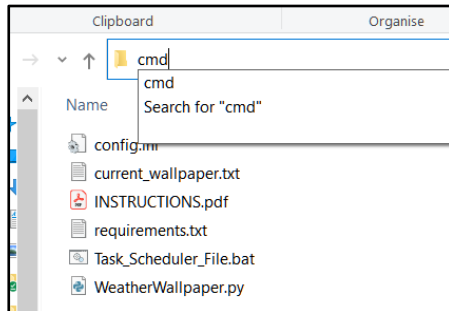 Clipboard
Organise
cmd
cmd
Search for "cmd"
Name
config.ini
current_wallpaper.txt
INSTRUCTIONS.pdf
requirements.txt
Task_Scheduler_File.bat
WeatherWallpaper.py